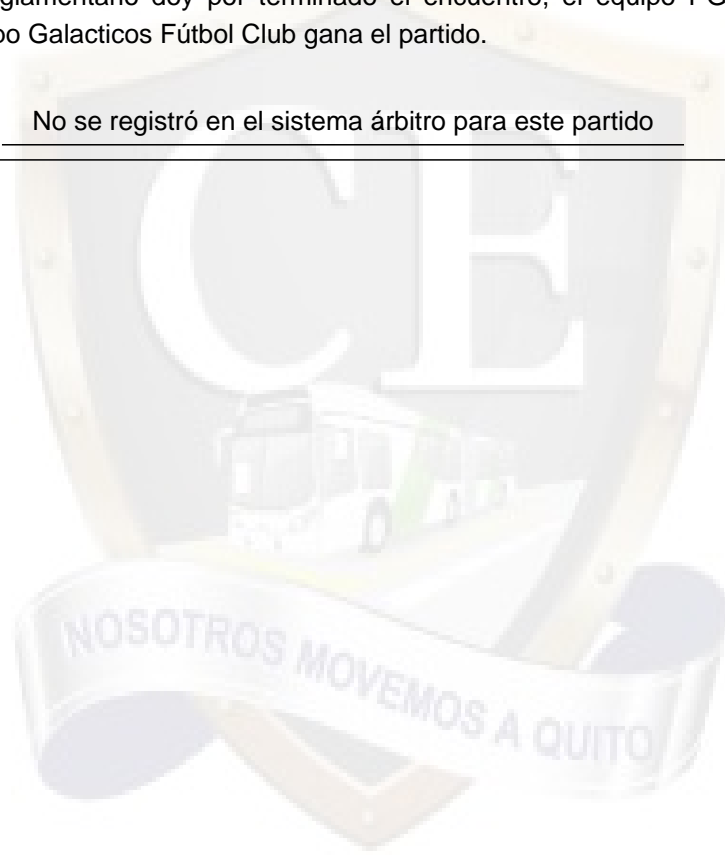 glamentario doy por terminado el encuentro, el equipo
po Galacticos Fútbol Club gana el partido.
No se registró en el sistema árbitro para este partido
CE
NOSOTROS MOVEMOS A QUITO